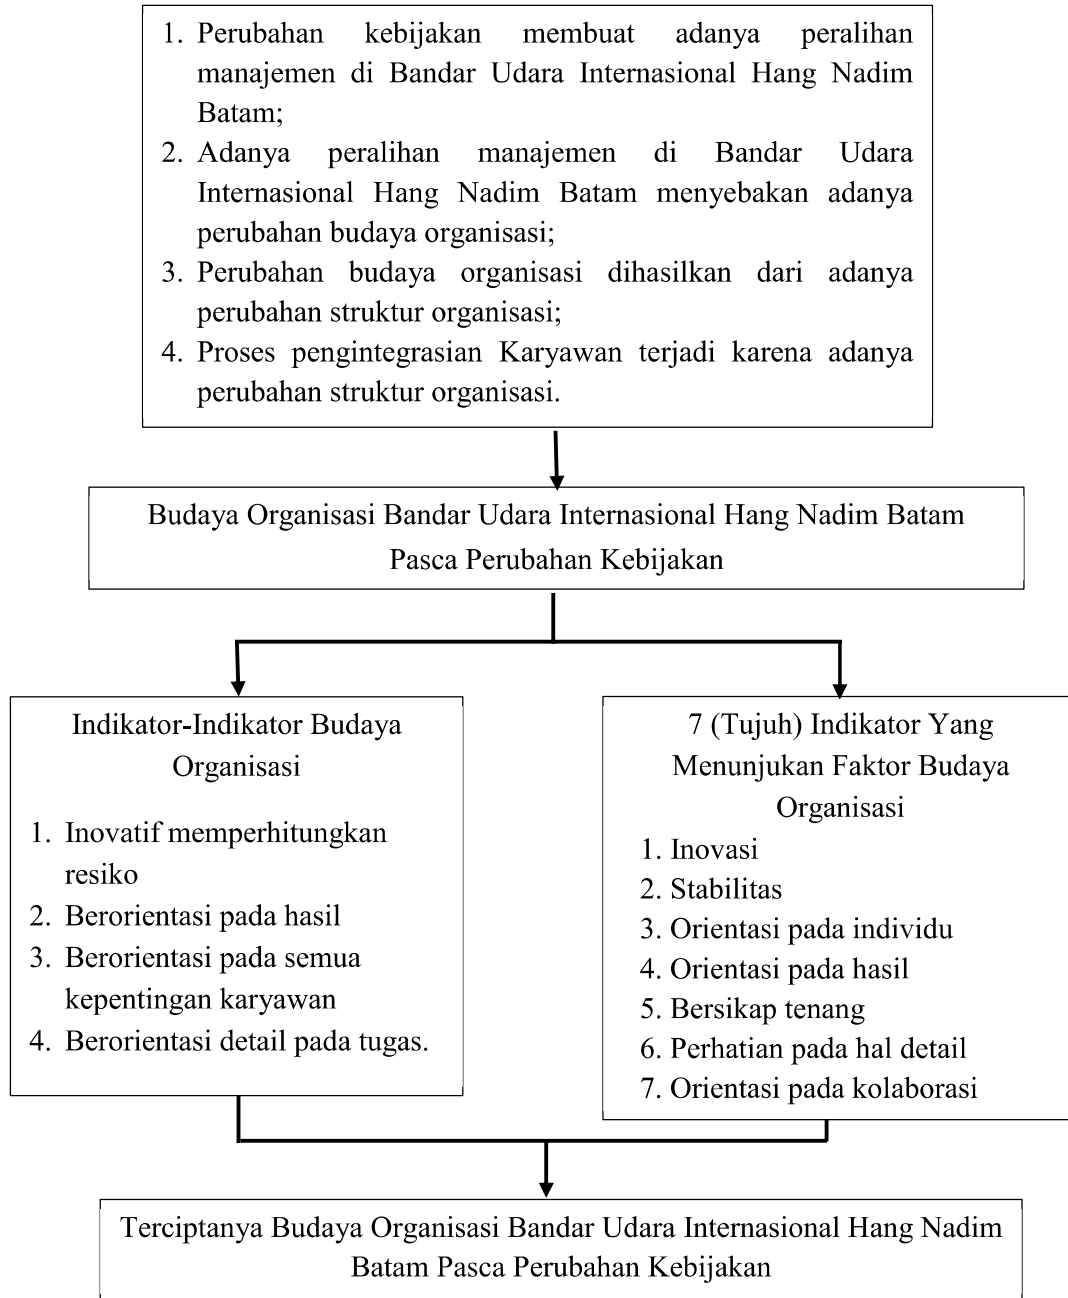 1. Perubahan kebijakan membuat adanya peralihan
manajemen di Bandar Udara Internasional Hang Nadim
Batam;
2. Adanya peralihan manajemen di Bandar Udara
Internasional Hang Nadim Batam menyebakan adanya
perubahan budaya organisasi;
3. Perubahan budaya organisasi dihasilkan dari adanya
perubahan struktur organisasi;
4. Proses pengintegrasian Karyawan terjadi karena adanya
perubahan struktur organisasi.
Budaya Organisasi Bandar Udara Internasional Hang Nadim Batam
Pasca Perubahan Kebijakan
Indikator-Indikator Budaya
Organisasi
1. Inovatif memperhitungkan
resiko
2. Berorientasi pada hasil
3. Berorientasi pada semua
kepentingan karyawan
4. Berorientasi detail pada tugas.
7 (Tujuh) Indikator Yang
Menunjukan Faktor Budaya
Organisasi
1. Inovasi
2. Stabilitas
3. Orientasi pada individu
4. Orientasi pada hasil
5. Bersikap tenang
6. Perhatian pada hal detail
7. Orientasi pada kolaborasi
Terciptanya Budaya Organisasi Bandar Udara Internasional Hang Nadim
Batam Pasca Perubahan Kebijakan